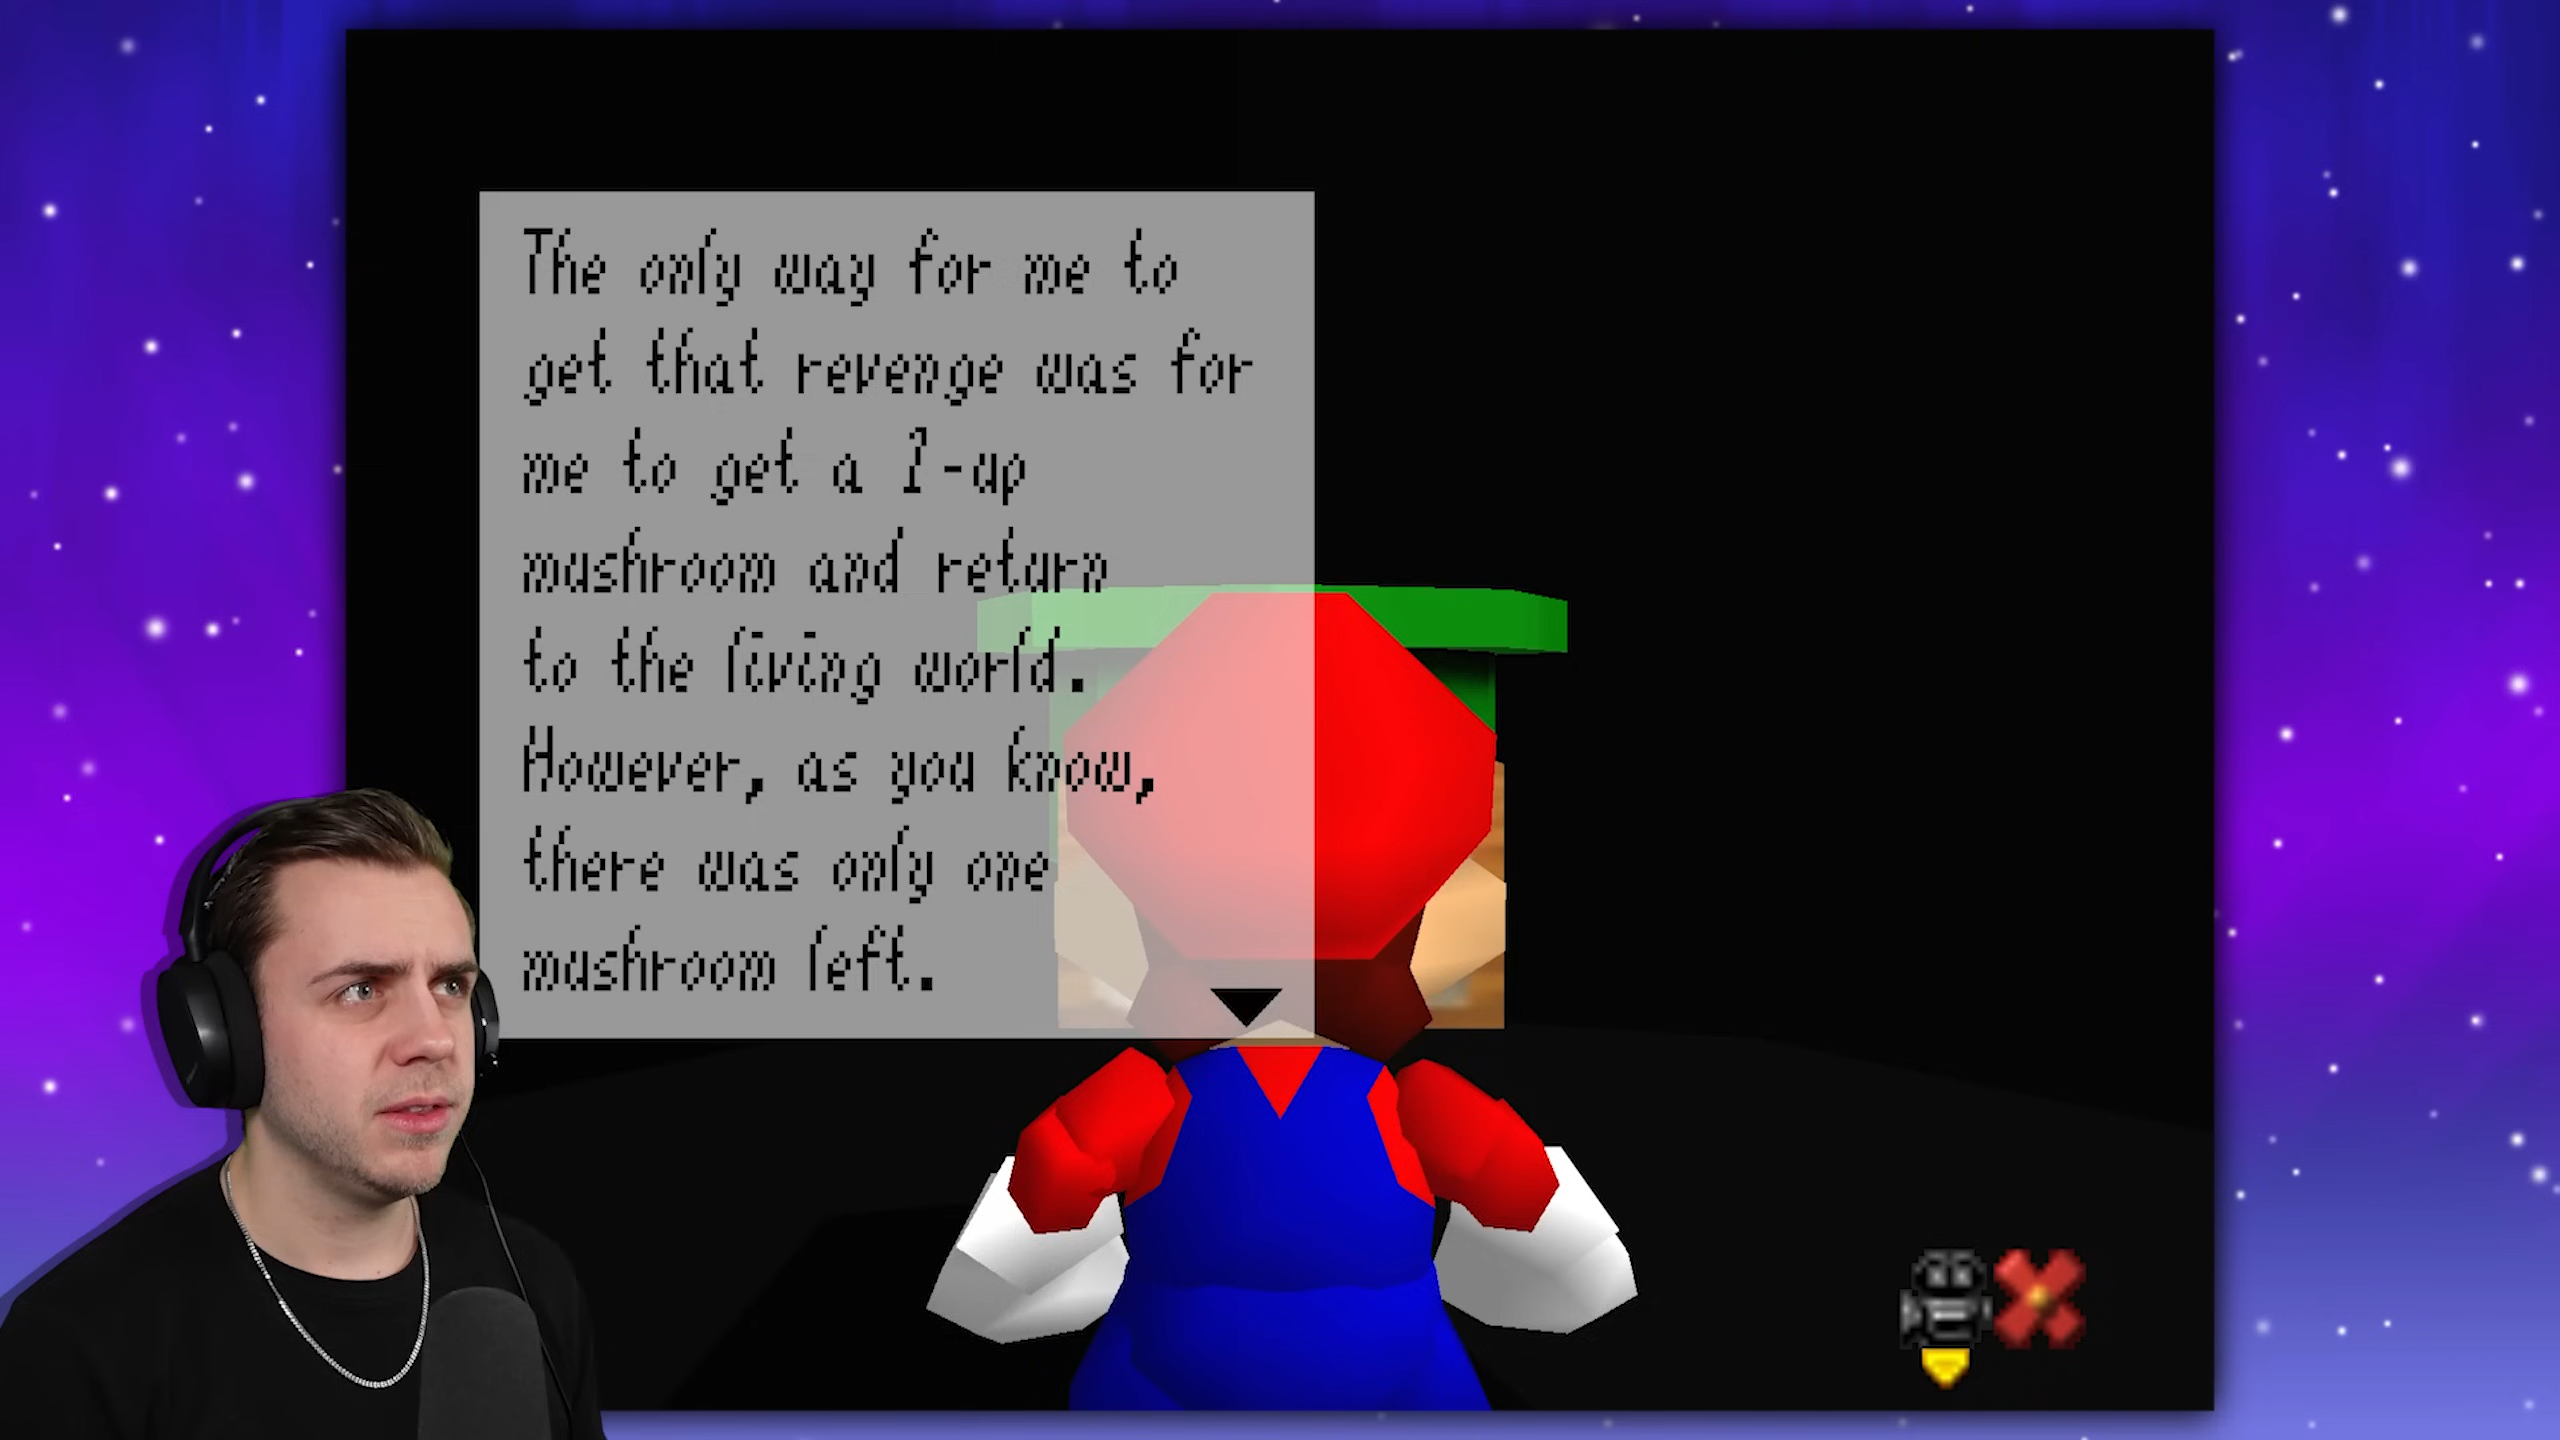 The only way for me to
get that revenge was for
me to get a 1-up
mushroom and return
to the living world.
However, as you know,
there was only one
mushroom left.